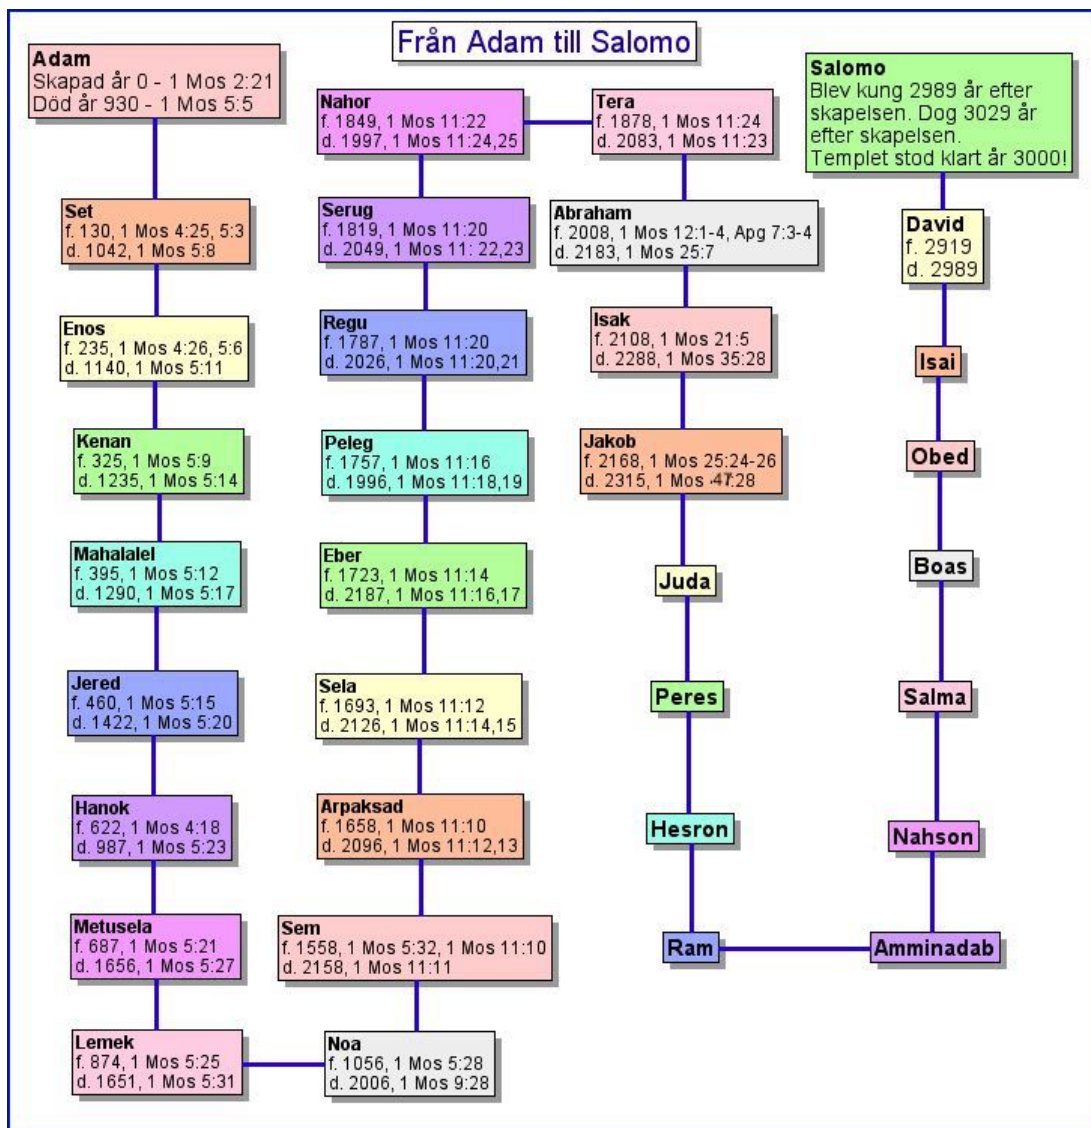 Från Adam till Salomo
Adam
Skapad år 0 - 1 Mos 2:21
Död år 930 - 1 Mos 5:5
Set
f. 130, 1 Mos 4:25, 5:3
d. 1042, 1 Mos 5:8
Enos
f. 235, 1 Mos 4:26, 5:6
d. 1140, 1 Mos 5:11
Kenan
f. 325, 1 Mos 5:9
d. 1235, 1 Mos 5:14
Mahalalel
f. 395, 1 Mos 5:12
d. 1290, 1 Mos 5:17
Jered
f. 460, 1 Mos 5:15
d. 1422, 1 Mos 5:20
Hanok
f. 622, 1 Mos 4:18
d. 987, 1 Mos 5:23
Metusela
f. 687, 1 Mos 5:21
d. 1656, 1 Mos 5:27
Lemek
f. 874, 1 Mos 5:25
d. 1651, 1 Mos 5:31
Noa
f. 1056, 1 Mos 5:28
d. 2006, 1 Mos 9:28
Sem
f. 1558, 1 Mos 5:32, 1 Mos 11:10
d. 2158, 1 Mos 11:11
Arpaksad
f. 1658, 1 Mos 11:10
d. 2096, 1 Mos 11:12,13
Sela
f. 1693, 1 Mos 11:12
d. 2126, 1 Mos 11:14,15
Eber
f. 1723, 1 Mos 11:14
d. 2187, 1 Mos 11:16,17
Peleg
f. 1757, 1 Mos 11:16
d. 1996, 1 Mos 11:18,19
Regu
f. 1787, 1 Mos 11:20
d. 2026, 1 Mos 11:20,21
Serug
f. 1819, 1 Mos 11:20
d. 2049, 1 Mos 11: 22,23
Nahor
f. 1849, 1 Mos 11:22
d. 1997, 1 Mos 11:24,25
Tera
f. 1878, 1 Mos 11:24
d. 2083, 1 Mos 11:23
Abraham
f. 2008, 1 Mos 12:1-4, Apg 7:3-4
d. 2183, 1 Mos 25:7
Isak
f. 2108, 1 Mos 21:5
d. 2288, 1 Mos 35:28
Jakob
f. 2168, 1 Mos 25:24-26
d. 2315, 1 Mos 47:28
Juda
Peres
Hesron
Ram
Amminadab
Nahson
Salma
Boas
Obed
Isai
David
f. 2919
d. 2989
Salomo
Blev kung 2989 år efter
skapelsen. Dog 3029 år
efter skapelsen.
Templet stod klart år 3000!